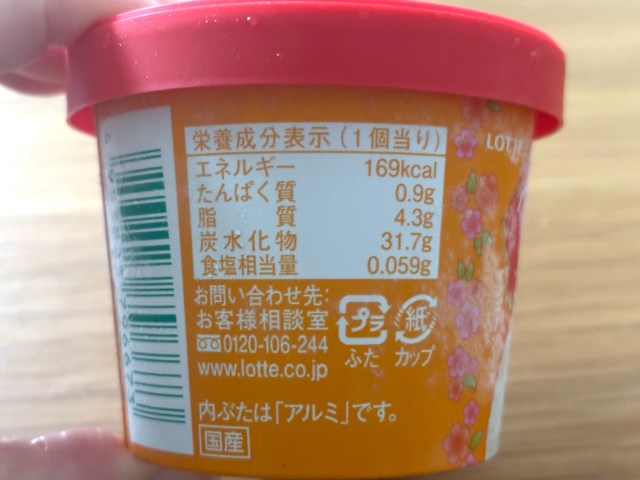 栄養成分表示(1個当り)
エネルギー 169kcal
たんぱく質 0.9g
脂質 4.3g
炭水化物 31.7g
食塩相当量 0.059g
お問い合わせ先:
お客様相談室
0120-106-244
www.lotte.co.jp
プラ
ふた
紙
カップ
内ぶたは「アルミ」です。
国産
LOTTE